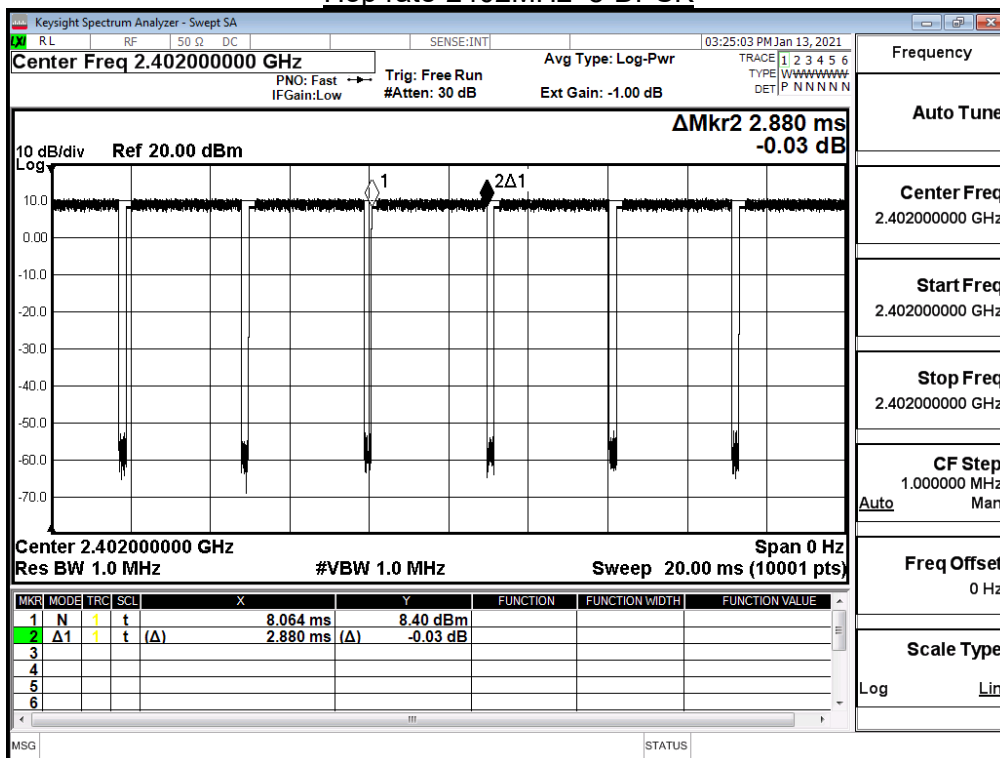 Hop rate 2402MHz 8-DPSK
Keysight Spectrum Analyzer - Swept SA
LXI RL RF 50 Ω DC SENSE:INT 03:25:03 PM Jan 13, 2021
Center Freq 2.402000000 GHz
PNO: Fast
IFGain:Low
Trig: Free Run
#Atten: 30 dB
Avg Type: Log-Pwr
Ext Gain: -1.00 dB
TRACE 1 2 3 4 5 6
TYPE WWWWWW
DET P N N N N N
ΔMkr2 2.880 ms
-0.03 dB
10 dB/div Ref 20.00 dBm
Log
1
2Δ1
10.0
0.00
-10.0
-20.0
-30.0
-40.0
-50.0
-60.0
-70.0
Center 2.402000000 GHz Span 0 Hz
Res BW 1.0 MHz #VBW 1.0 MHz Sweep 20.00 ms (10001 pts)
MKR MODE TRC SCL X Y FUNCTION FUNCTION WIDTH FUNCTION VALUE
1 N 1 t 8.064 ms 8.40 dBm
2 Δ1 1 t (Δ) 2.880 ms (Δ) -0.03 dB
3
4
5
6
MSG STATUS
Frequency
Auto Tune
Center Freq
2.402000000 GHz
Start Freq
2.402000000 GHz
Stop Freq
2.402000000 GHz
CF Step
1.000000 MHz
Auto Man
Freq Offset
0 Hz
Scale Type
Log Lin